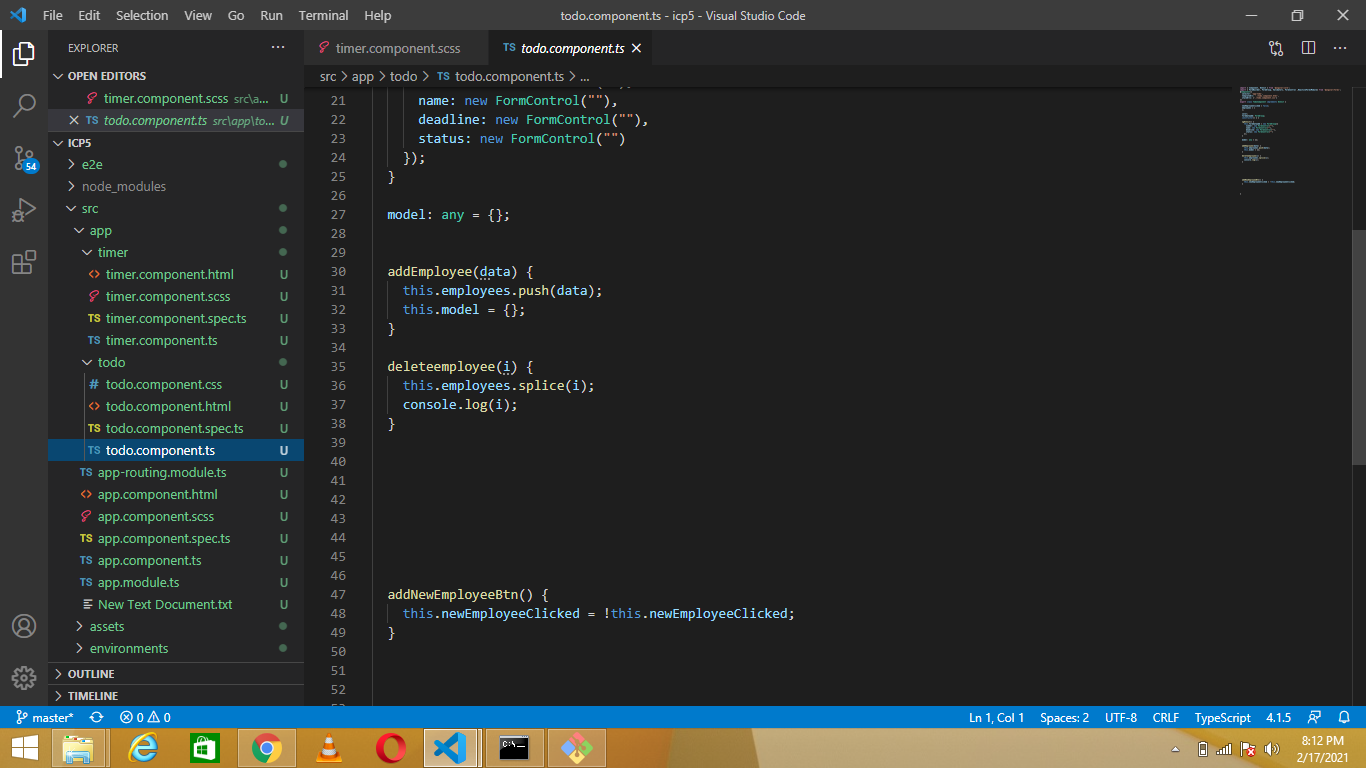 File Edit Selection View Go Run Terminal Help
todo.component.ts - icp5 - Visual Studio Code
EXPLORER
timer.component.scss
TS todo.component.ts
OPEN EDITORS
src > app > todo > TS todo.component.ts > ...
timer.component.scss src\a... U
TS todo.component.ts src\app\to... U
ICP5
e2e
node_modules
src
app
timer
timer.component.html U
timer.component.scss U
TS timer.component.spec.ts U
TS timer.component.ts U
todo
# todo.component.css U
todo.component.html U
TS todo.component.spec.ts U
TS todo.component.ts U
TS app-routing.module.ts U
app.component.html U
app.component.scss U
TS app.component.spec.ts U
TS app.component.ts U
TS app.module.ts U
New Text Document.txt U
assets
environments
OUTLINE
TIMELINE
54
21 name: new FormControl(""),
22 deadline: new FormControl(""),
23 status: new FormControl("")
24 });
25 }
26
27 model: any = {};
28
29
30 addEmployee(data) {
31 this.employees.push(data);
32 this.model = {};
33 }
34
35 deleteemployee(i) {
36 this.employees.splice(i);
37 console.log(i);
38 }
39
40
41
42
43
44
45
46
47 addNewEmployeeBtn() {
48 this.newEmployeeClicked = !this.newEmployeeClicked;
49 }
50
51
52
master* 0 0
Ln 1, Col 1 Spaces: 2 UTF-8 CRLF TypeScript 4.1.5
8:12 PM
2/17/2021